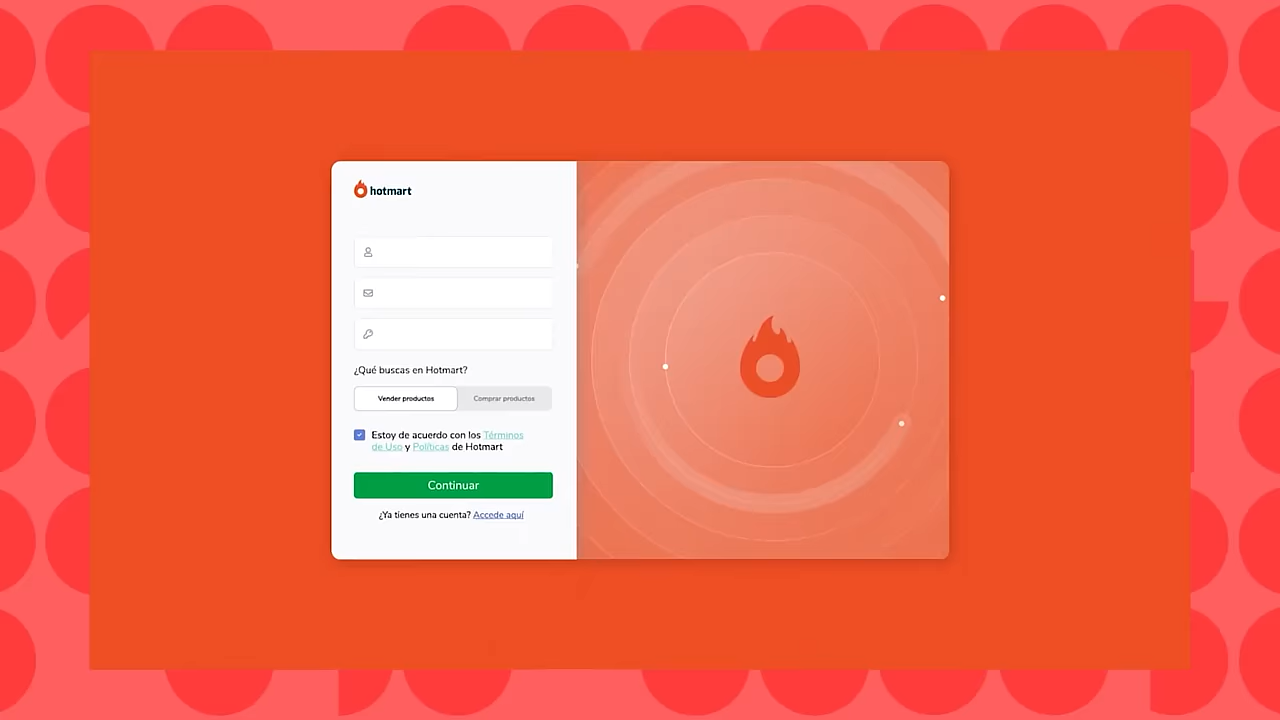 hotmart
¿Qué buscas en Hotmart?
Vender productos
Comprar productos
Estoy de acuerdo con los Términos
de Uso y Políticas de Hotmart
Continuar
¿Ya tienes una cuenta? Accede aquí